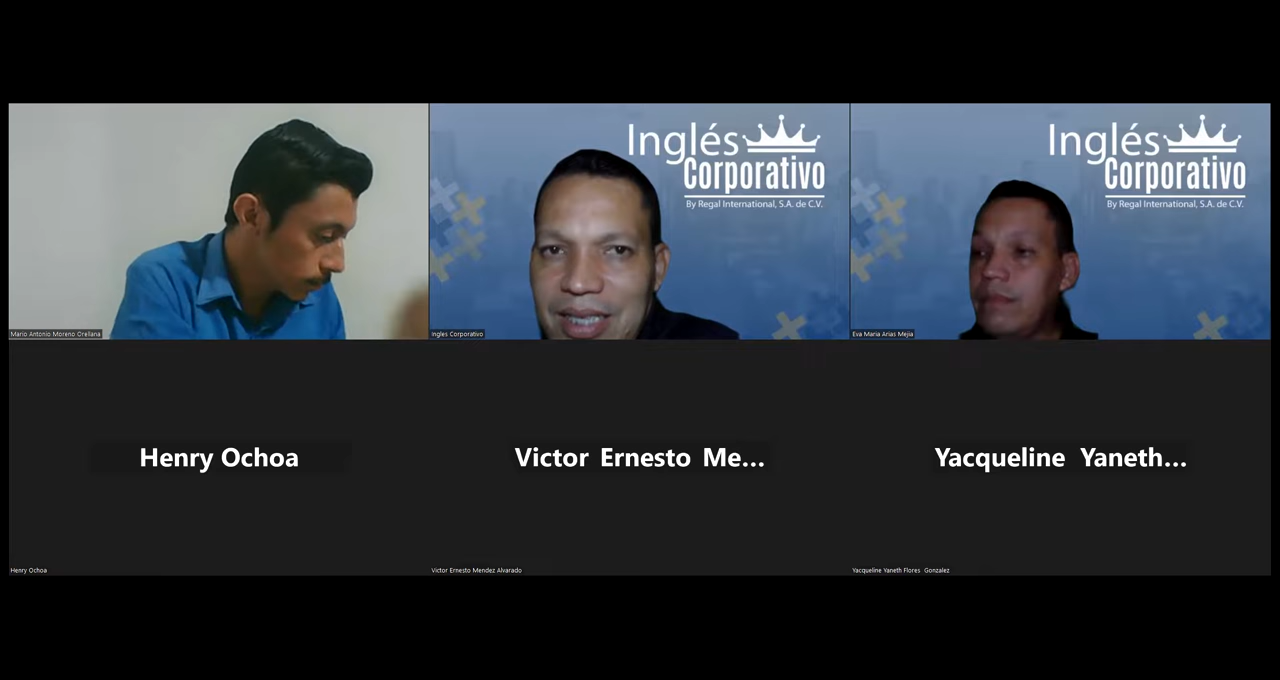 Inglés
Corporativo
By Regal International, S.A. de C.V.
Inglés
Corporativo
By Regal International, S.A. de C.V.
Mario Antonio Moreno Orellana
Ingles Corporativo
Eva Maria Arias Mejia
Henry Ochoa
Victor Ernesto Me...
Yacqueline Yaneth...
Henry Ochoa
Victor Ernesto Mendez Alvarado
Yacqueline Yaneth Flores Gonzalez